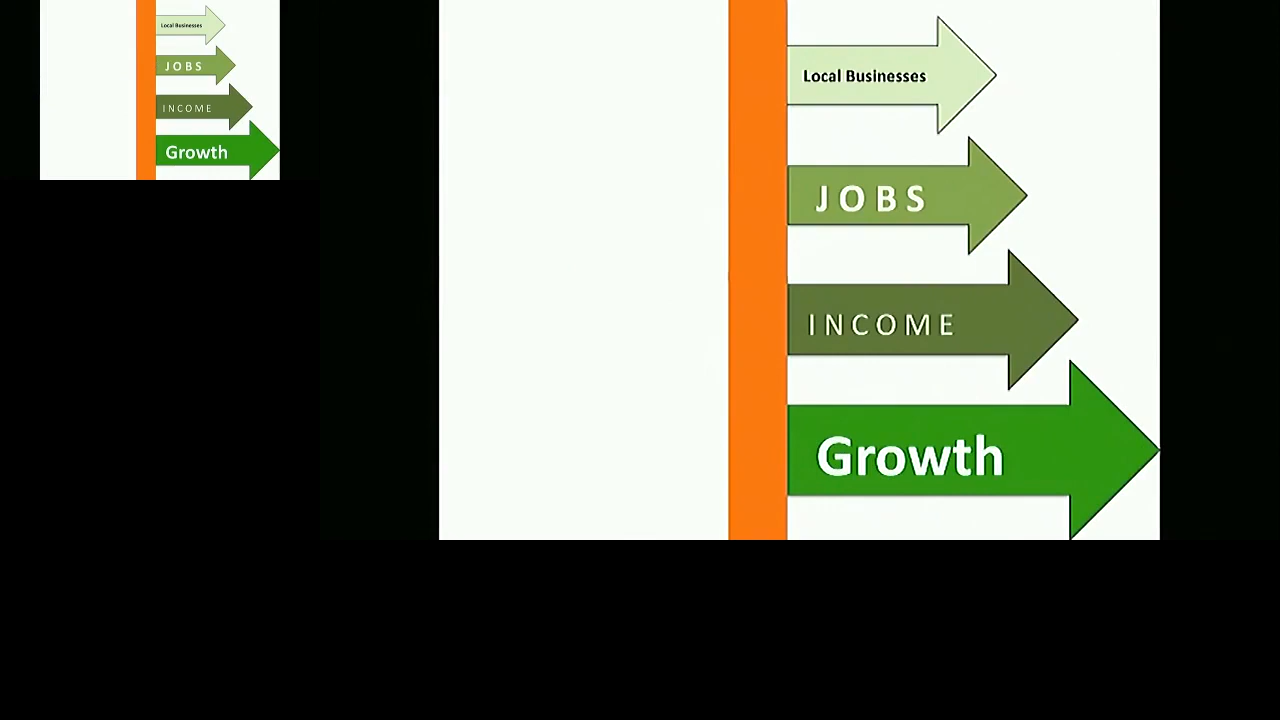 Local Businesses
JOBS
INCOME
Growth
Local Businesses
JOBS
INCOME
Growth